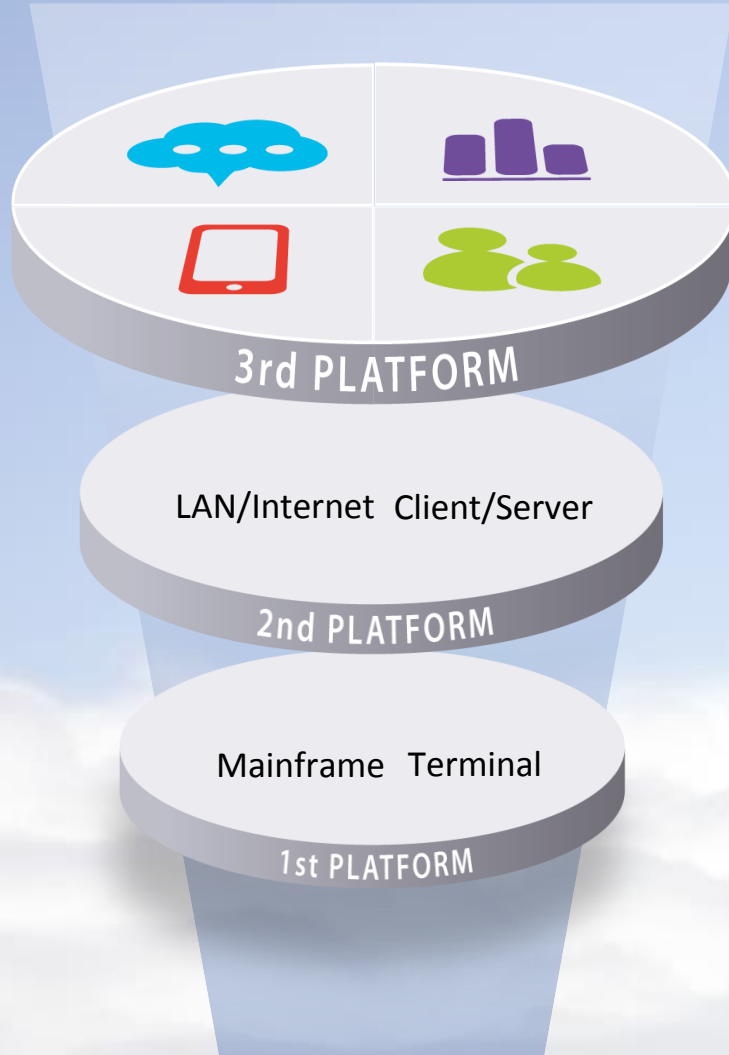 3rd PLATFORM
LAN/Internet Client/Server
2nd PLATFORM
Mainframe Terminal
1st PLATFORM